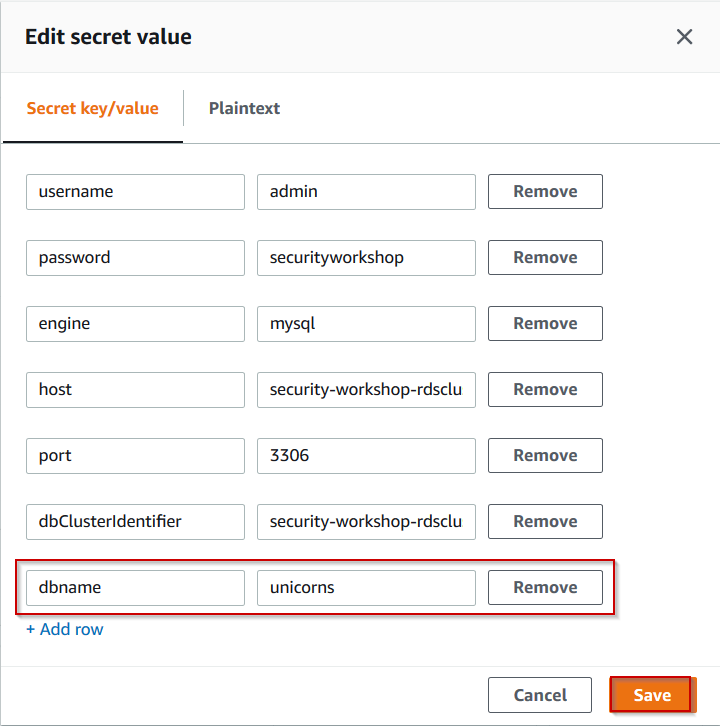 Edit secret value
Secret key/value Plaintext
username admin Remove
password securityworkshop Remove
engine mysql Remove
host security-workshop-rdsclu Remove
port 3306 Remove
dbClusterIdentifier security-workshop-rdsclu Remove
dbname unicorns Remove
+ Add row
Cancel Save